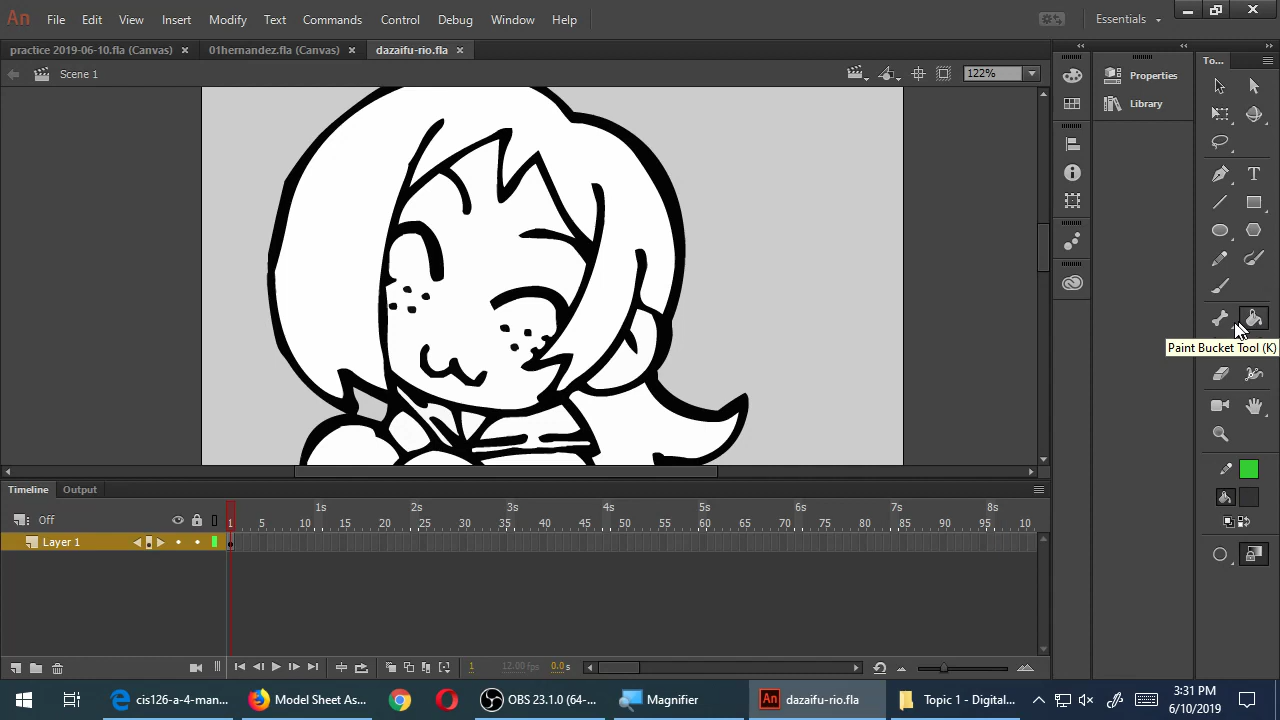 An File Edit View Insert Modify Text Commands Control Debug Window Help Essentials
practice 2019-06-10.fla (Canvas) × 01hernandez.fla (Canvas) × dazaifu-rio.fla × To...
Scene 1 122%
Properties
Library
T
Paint Bucket Tool (K)
Timeline Output
1s 2s 3s 4s 5s 6s 7s 8s
Off 1 5 10 15 20 25 30 35 40 45 50 55 60 65 70 75 80 85 90 95 10
Layer 1
1 12.00 fps 0.0 s
cis126-a-4-man... Model Sheet As... OBS 23.1.0 (64-... Magnifier An dazaifu-rio.fla Topic 1 - Digital...
3:31 PM
6/10/2019